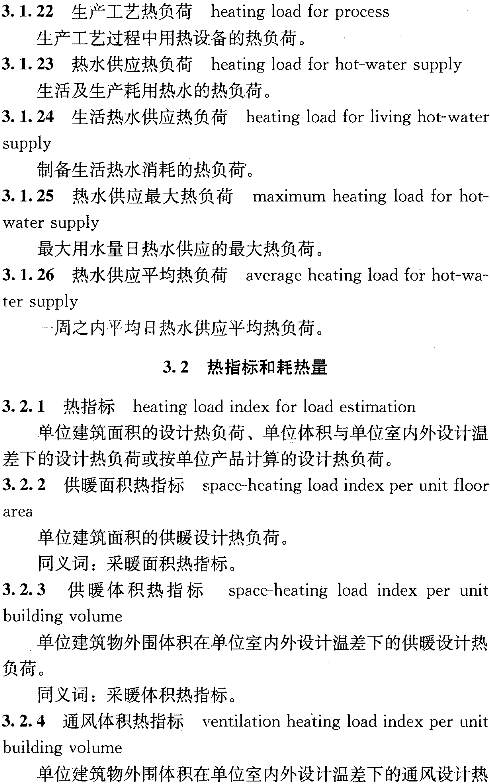 3.1.22 生产工艺热负荷 heating load for process
生产工艺过程中用热设备的热负荷。
3.1.23 热水供应热负荷 heating load for hot-water supply
生活及生产耗用热水的热负荷。
3.1.24 生活热水供应热负荷 heating load for living hot-water
supply
制备生活热水消耗的热负荷。
3.1.25 热水供应最大热负荷 maximum heating load for hot-
water supply
最大用水量日热水供应的最大热负荷。
3.1.26 热水供应平均热负荷 average heating load for hot-wa-
ter supply
一周之内平均日热水供应平均热负荷。
3.2 热指标和耗热量
3.2.1 热指标 heating load index for load estimation
单位建筑面积的设计热负荷、单位体积与单位室内外设计温
差下的设计热负荷或按单位产品计算的设计热负荷。
3.2.2 供暖面积热指标 space-heating load index per unit floor
area
单位建筑面积的供暖设计热负荷。
同义词：采暖面积热指标。
3.2.3 供暖体积热指标 space-heating load index per unit
building volume
单位建筑物外围体积在单位室内外设计温差下的供暖设计热
负荷。
同义词：采暖体积热指标。
3.2.4 通风体积热指标 ventilation heating load index per unit
building volume
单位建筑物外围体积在单位室内外设计温差下的通风设计热